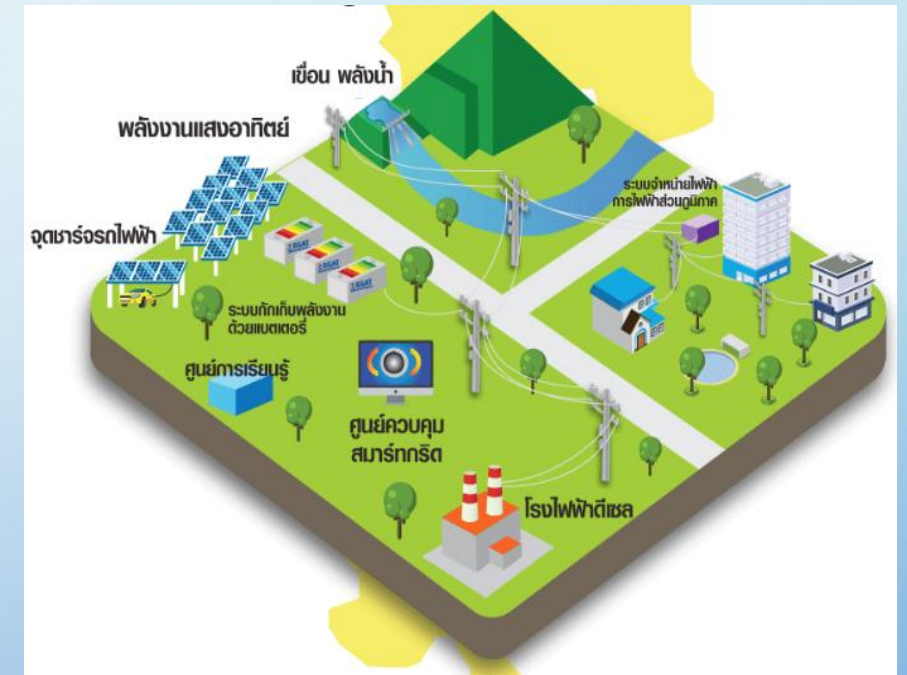 เขื่อน พลังน้ำ
พลังงานแสงอาทิตย์
ระบบจำหน่ายไฟฟ้า
การไฟฟ้าส่วนภูมิภาค
จุดชาร์จรถไฟฟ้า
EGAT
EGAT
EGAT
ระบบกักเก็บพลังงาน
ด้วยแบตเตอรี่
ศูนย์การเรียนรู้
ศูนย์ควบคุม
สมาร์ทกริด
โรงไฟฟ้าดีเซล